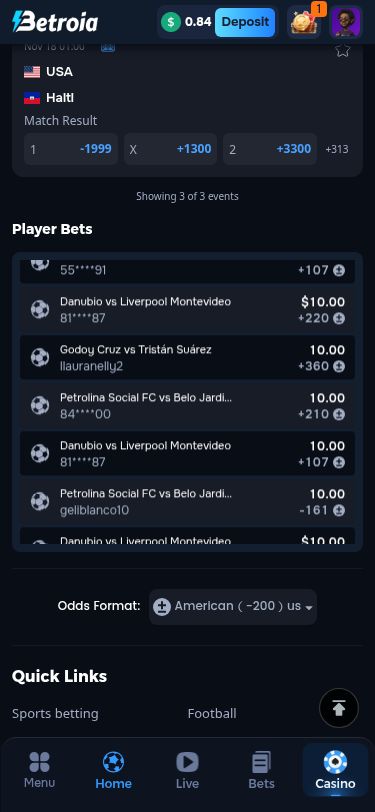 Betroia
$ 0.84 Deposit
1
Nov 18 01:00
USA
Haiti
Match Result
1 -1999 X +1300 2 +3300 +313
Showing 3 of 3 events
Player Bets
55****91 +107
Danubio vs Liverpool Montevideo $10.00
81****87 +220
Godoy Cruz vs Tristán Suárez 10.00
llauranelly2 +360
Petrolina Social FC vs Belo Jardi... 10.00
84****00 +210
Danubio vs Liverpool Montevideo 10.00
81****87 +107
Petrolina Social FC vs Belo Jardi... 10.00
geliblanco10 -161
Danubio vs Liverpool Montevideo $10.00
Odds Format: American ( -200 ) us
Quick Links
Sports betting Football
Menu Home Live Bets Casino